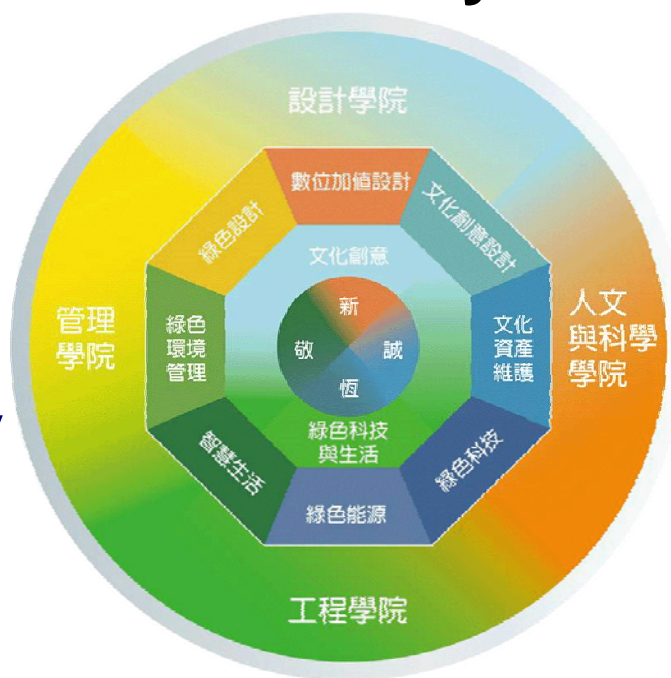 設計學院
數位加值設計
綠色設計
文化創意設計
文化創意
新
管理
學院
綠色
環境
管理
敬
誠
文化
資產
維護
人文
與科學
學院
恆
綠色科技
與生活
智慧生活
綠色科技
綠色能源
工程學院